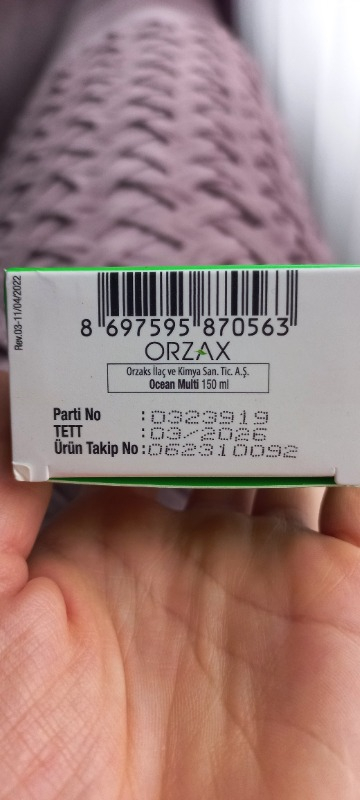 Rev.03-11/04/2022
8 697595 870563
ORZAX
Orzaks İlaç ve Kimya San. Tic. A.Ş.
Ocean Multi 150 ml
Parti No : 0323919
TETT : 03/2026
Ürün Takip No : 062310092